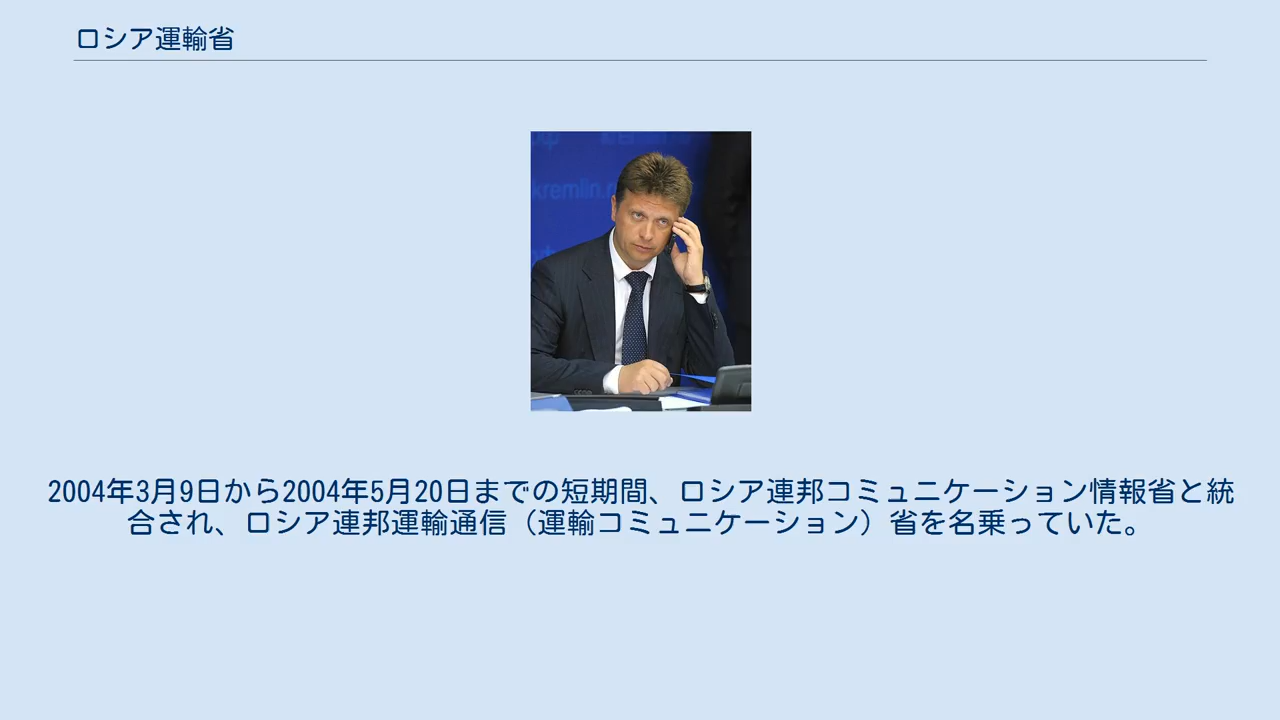 ロシア運輸省
kremlin.r
2004年3月9日から2004年5月20日までの短期間、ロシア連邦コミュニケーション情報省と統
合され、ロシア連邦運輸通信（運輸コミュニケーション）省を名乗っていた。